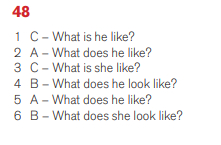 48
1 C – What is he like?
2 A – What does he like?
3 C – What is she like?
4 B – What does he look like?
5 A – What does he like?
6 B – What does she look like?